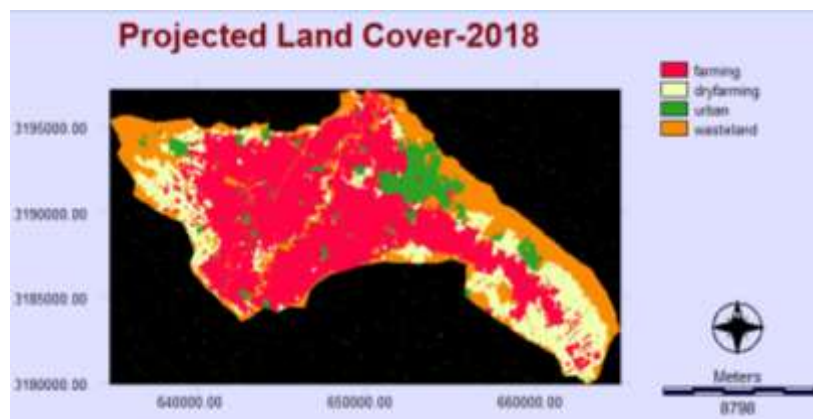 Projected Land Cover-2018
farming
dryfarming
urban
wasteland
3195000.00
3190000.00
3185000.00
3180000.00
640000.00
650000.00
660000.00
Meters
8798